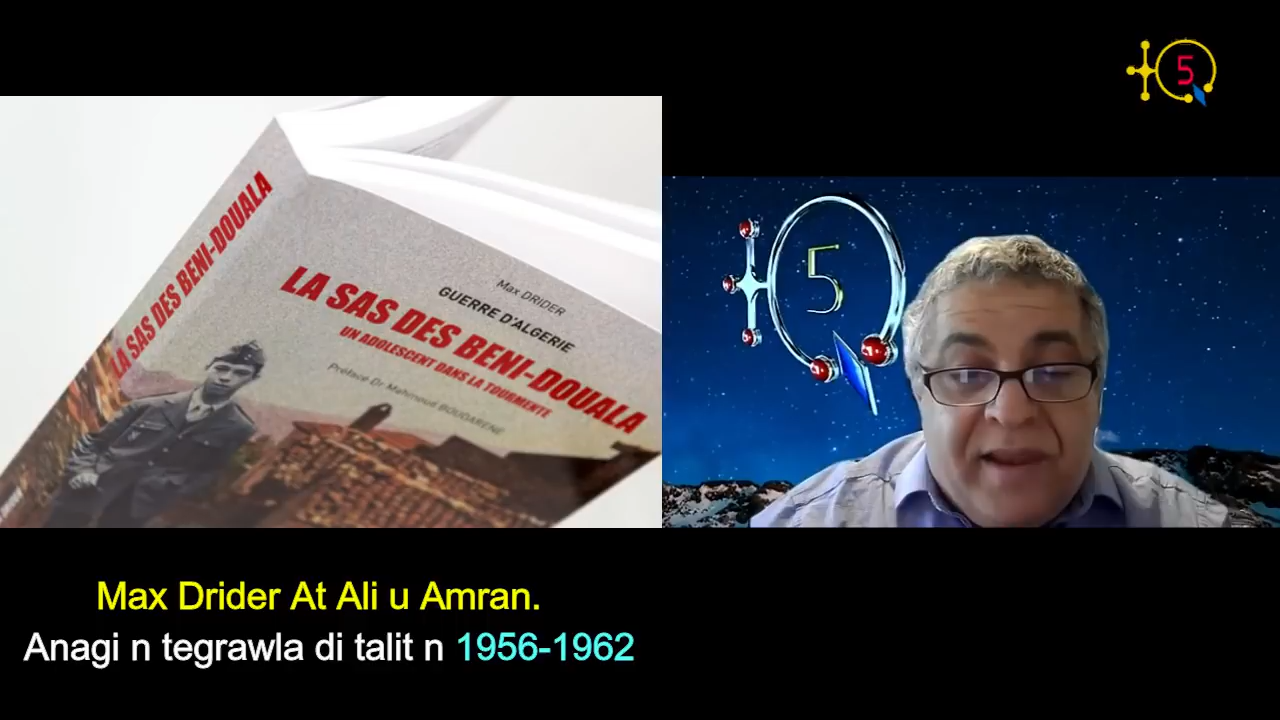 5
LA SAS DES BENI-DOUALA
Max DRIDER
GUERRE D'ALGERIE
LA SAS DES BENI-DOUALA
UN ADOLESCENT DANS LA TOURMENTE
Préface Dr Mahmoud BOUDARENE
5
Max Drider At Ali u Amran.
Anagi n tegrawla di talit n 1956-1962